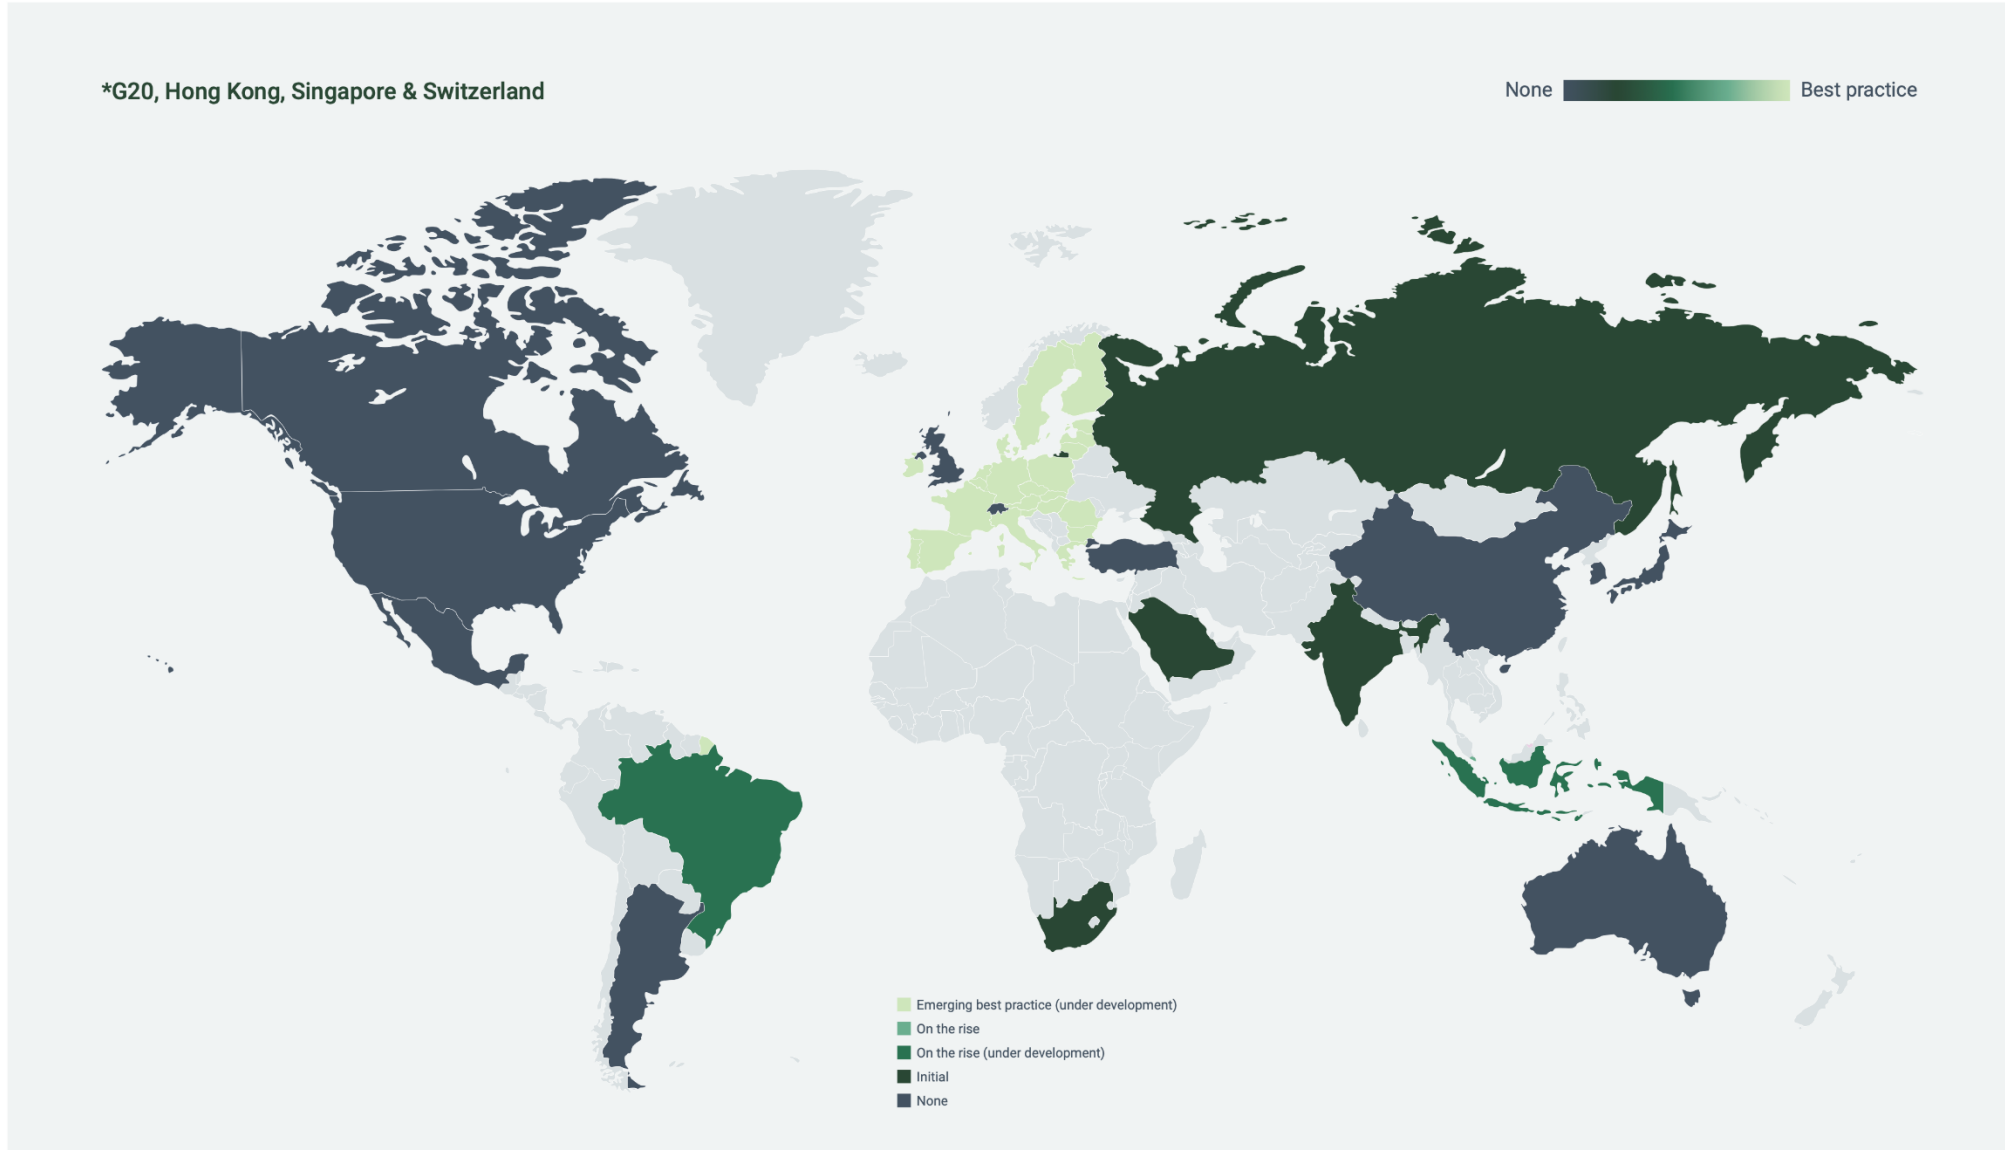 *G20, Hong Kong, Singapore & Switzerland
None
Best practice
Emerging best practice (under development)
On the rise
On the rise (under development)
Initial
None